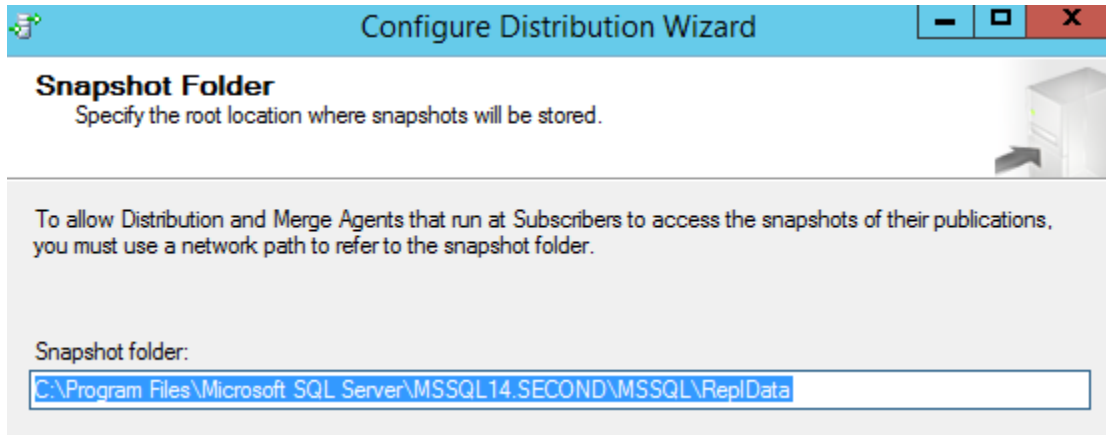 Configure Distribution Wizard
Snapshot Folder
Specify the root location where snapshots will be stored.
To allow Distribution and Merge Agents that run at Subscribers to access the snapshots of their publications,
you must use a network path to refer to the snapshot folder.
Snapshot folder:
C:\Program Files\Microsoft SQL Server\MSSQL14.SECOND\MSSQL\ReplData